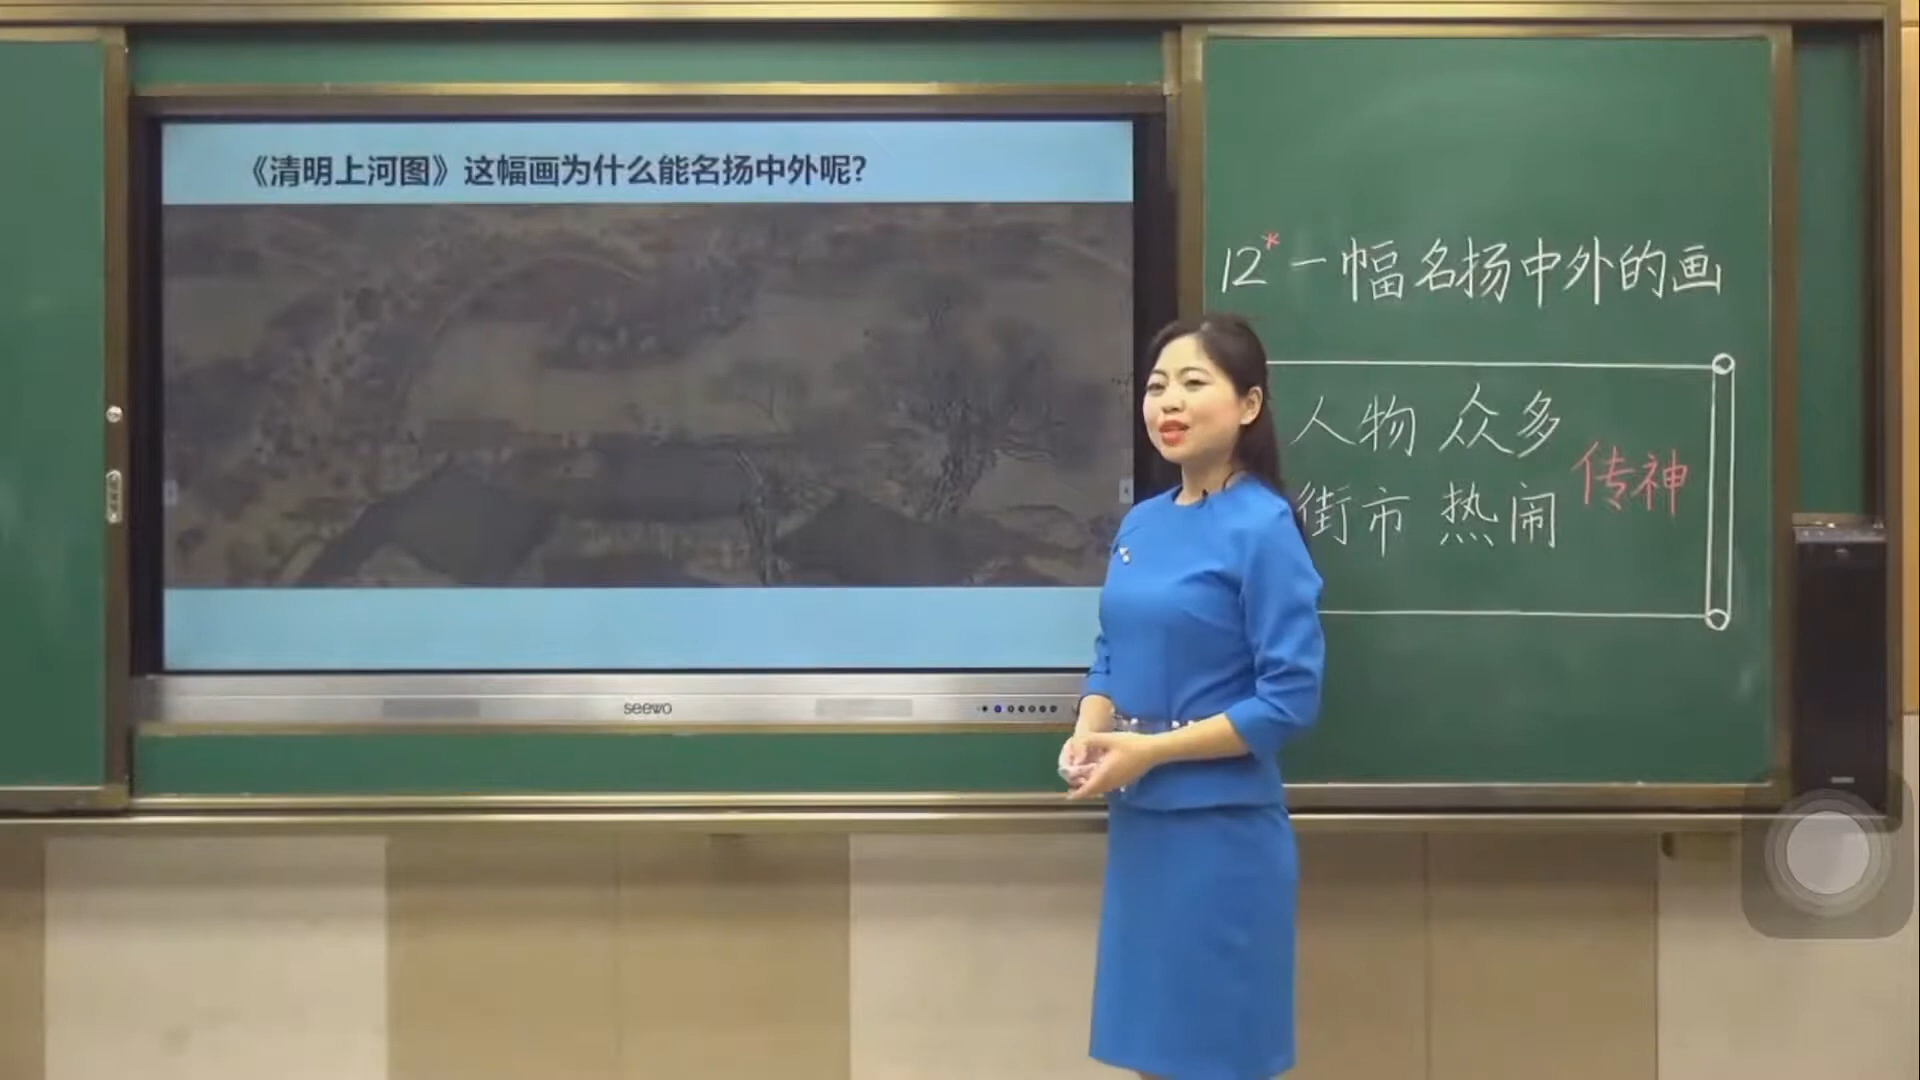 《清明上河图》这幅画为什么能名扬中外呢?
seewo
12* 一幅名扬中外的画
人物 众多
传神
街市 热闹